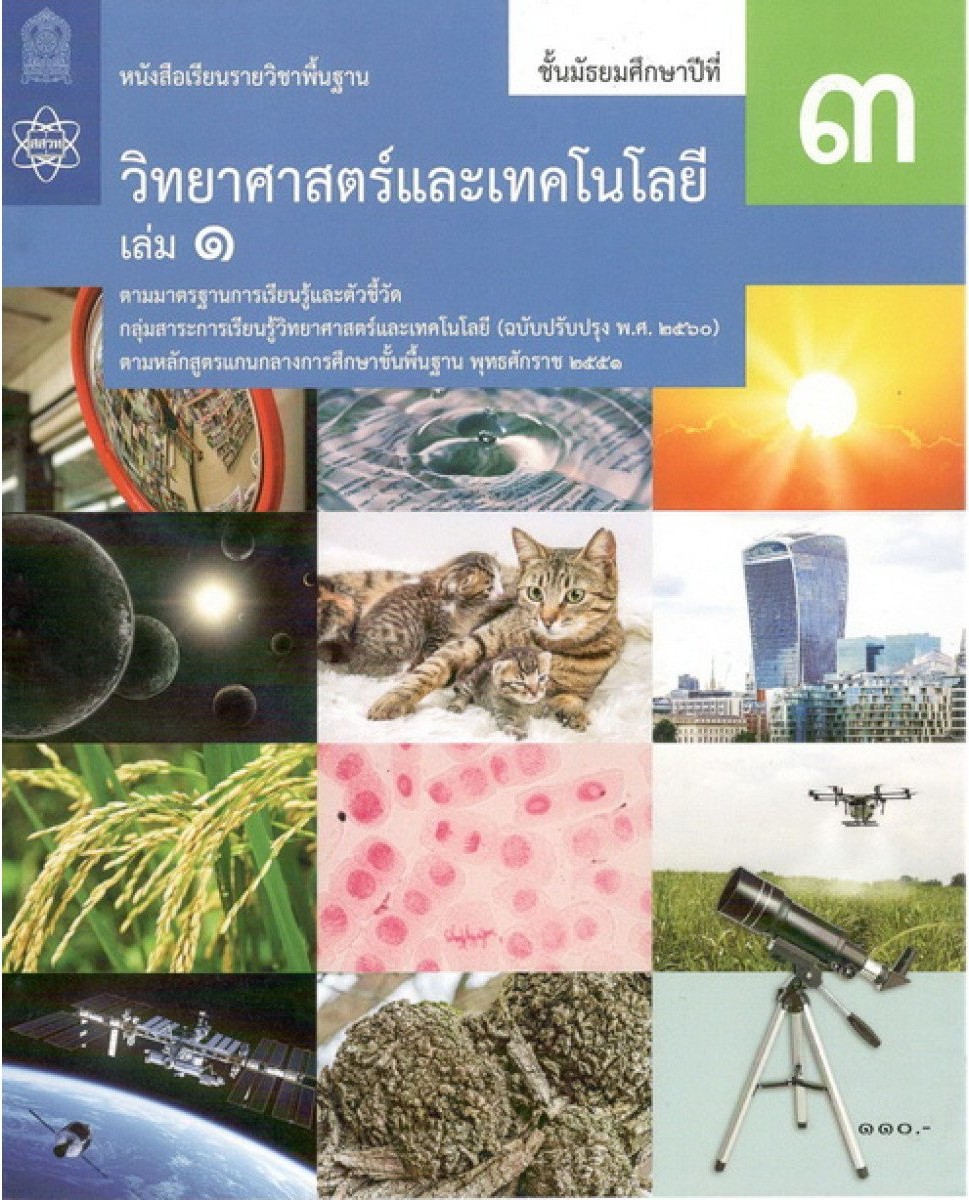 หนังสือเรียนรายวิชาพื้นฐาน
ชั้นมัธยมศึกษาปีที่
๓
สสวท
วิทยาศาสตร์และเทคโนโลยี
เล่ม ๑
ตามมาตรฐานการเรียนรู้และตัวชี้วัด
กลุ่มสาระการเรียนรู้วิทยาศาสตร์และเทคโนโลยี (ฉบับปรับปรุง พ.ศ. ๒๕๖๐)
ตามหลักสูตรแกนกลางการศึกษาขั้นพื้นฐาน พุทธศักราช ๒๕๕๑
๑๑๐.-